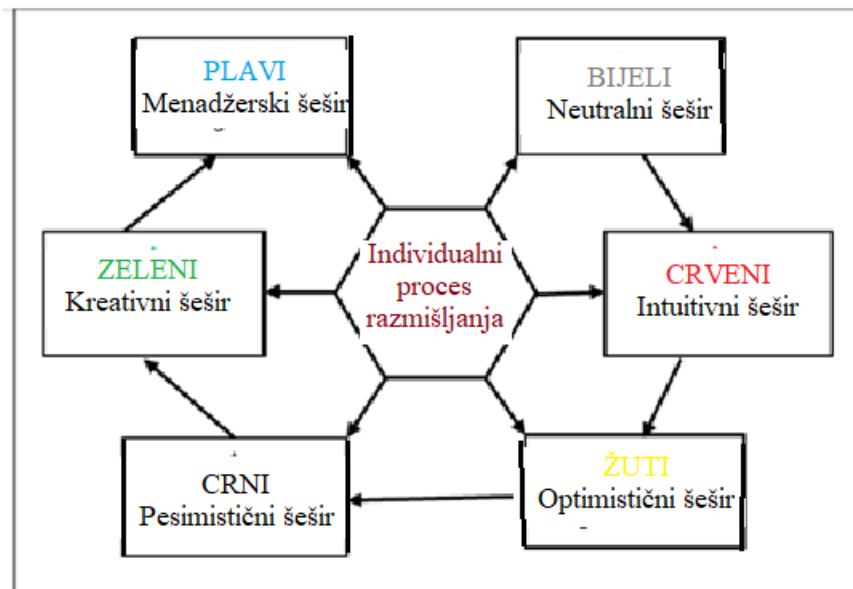 PLAVI
Menadžerski šešir
BIJELI
Neutralni šešir
ZELENI
Kreativni šešir
Individualni
proces
razmišljanja
CRVENI
Intuitivni šešir
CRNI
Pesimistični šešir
ŽUTI
Optimistični šešir